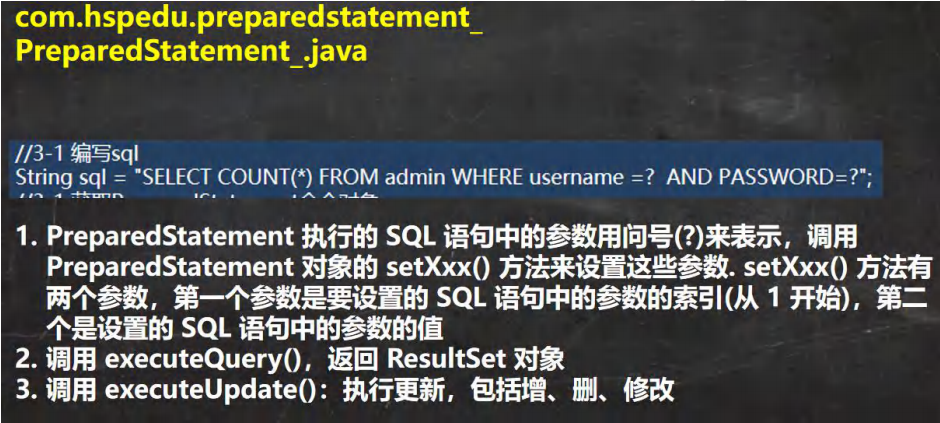 com.hspedu.preparedstatement_
PreparedStatement_.java
//3-1 编写sql
String sql = "SELECT COUNT(*) FROM admin WHERE username =?  AND PASSWORD=?";
1. PreparedStatement 执行的 SQL 语句中的参数用问号(?)来表示，调用
PreparedStatement 对象的 setXxx() 方法来设置这些参数. setXxx() 方法有
两个参数，第一个参数是要设置的 SQL 语句中的参数的索引(从 1 开始)，第二
个是设置的 SQL 语句中的参数的值
2. 调用 executeQuery()，返回 ResultSet 对象
3. 调用 executeUpdate()：执行更新，包括增、删、修改